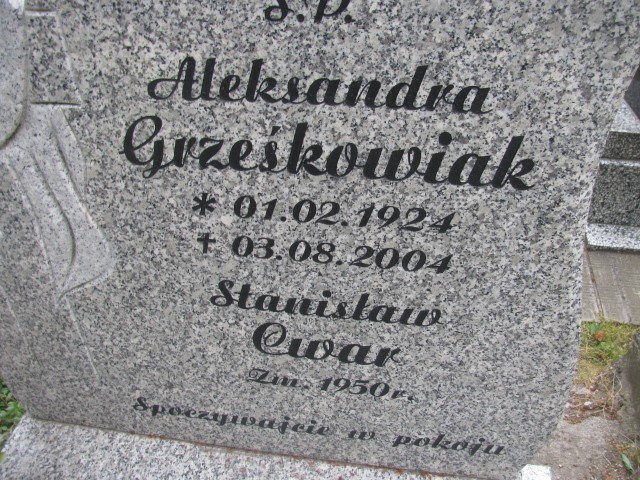 Ś.P.
Aleksandra
Grześkowiak
* 01.02.1924
† 03.08.2004
Stanisław
Cwar
Zm. 1950r.
Spoczywajcie w pokoju